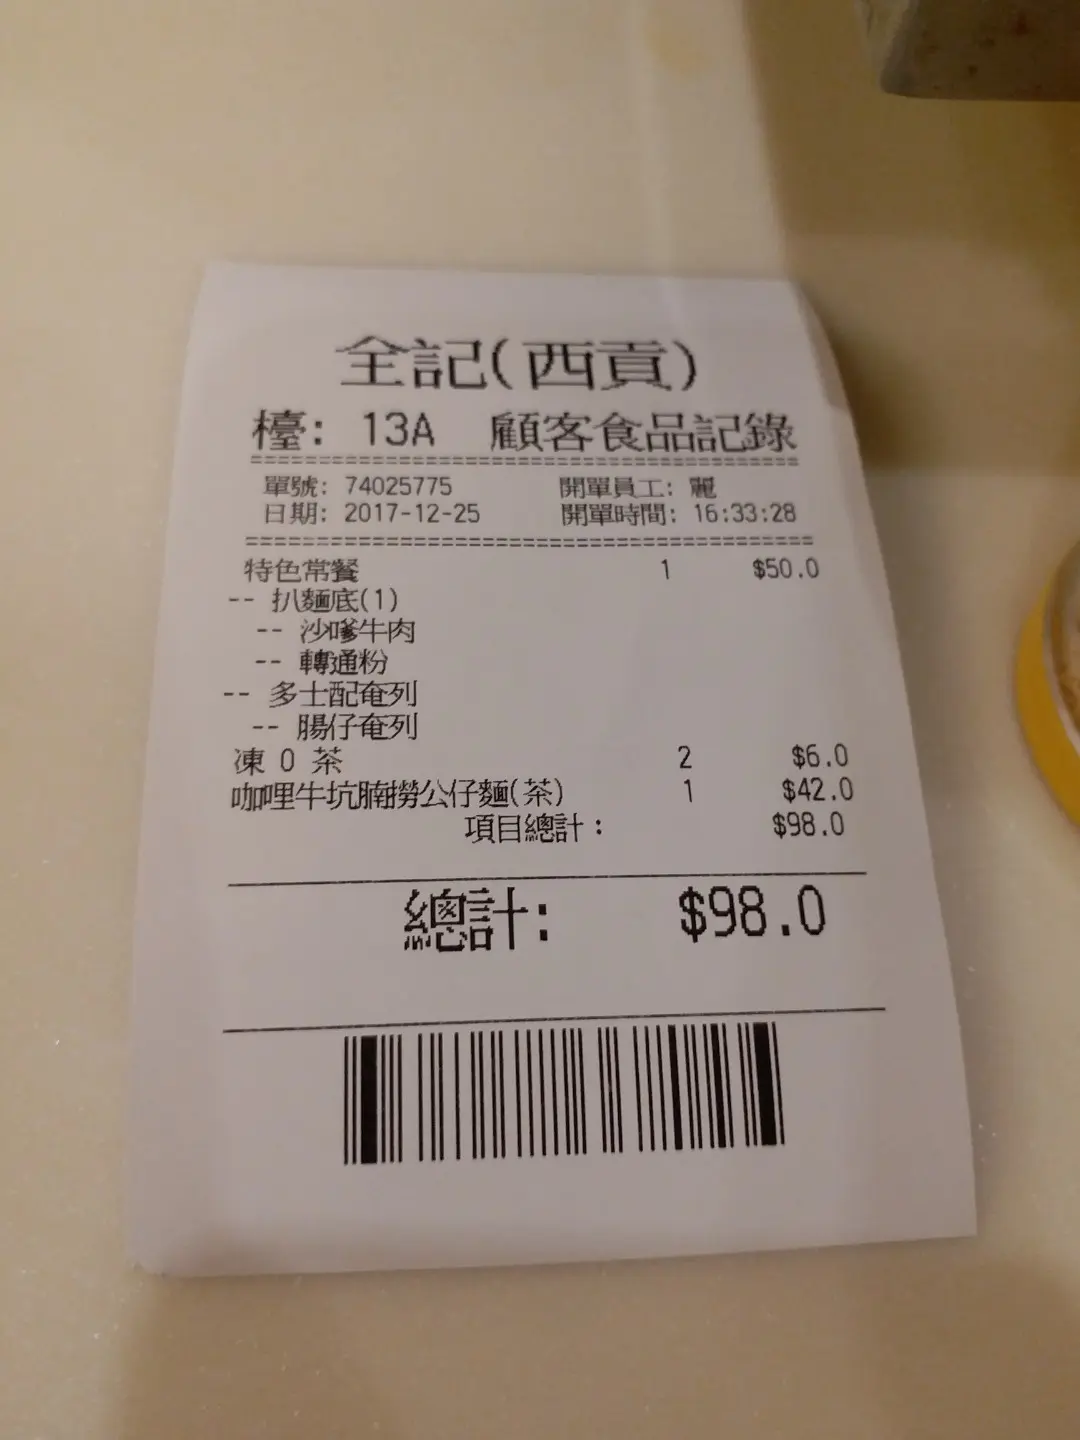 全記(西貢)
檯: 13A 顧客食品記錄
單號: 74025775 開單員工: 麗
日期: 2017-12-25 開單時間: 16:33:28
特色常餐 1 $50.0
-- 扒麵底(1)
-- 沙嗲牛肉
-- 轉通粉
-- 多士配奄列
-- 腸仔奄列
凍 0 茶 2 $6.0
咖哩牛坑腩撈公仔麵(茶) 1 $42.0
項目總計: $98.0
總計: $98.0